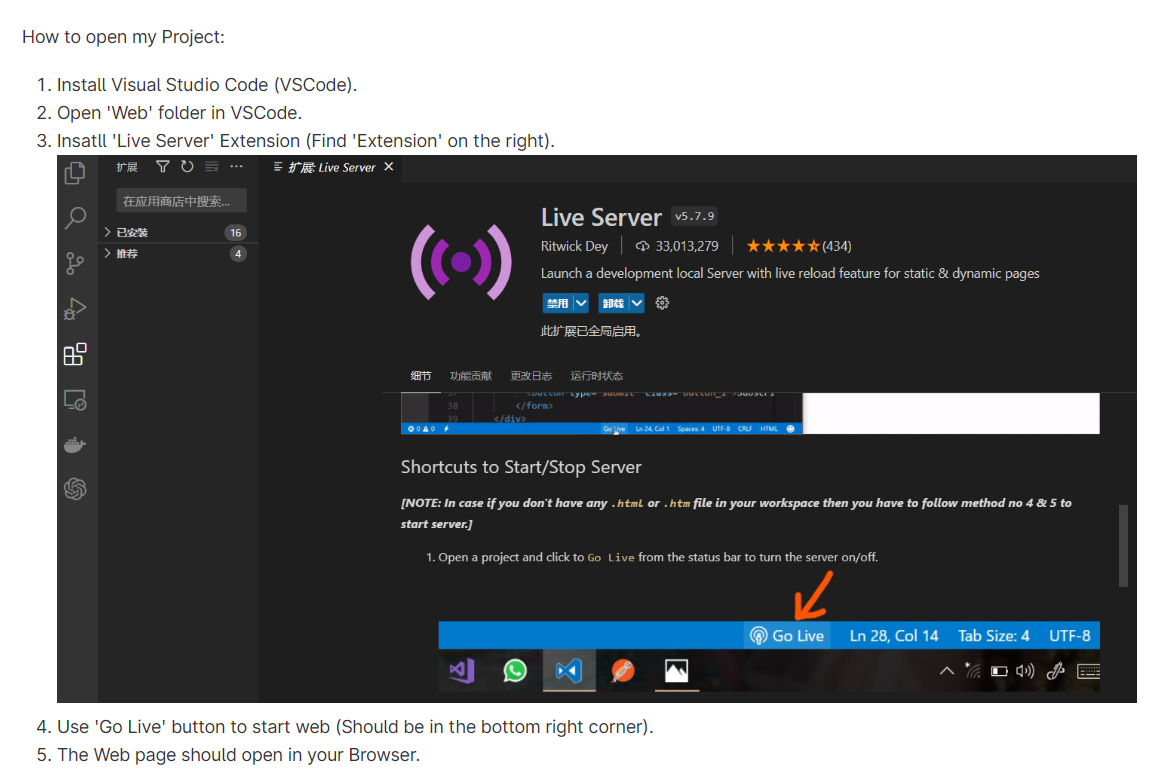 How to open my Project:
1. Install Visual Studio Code (VSCode).
2. Open 'Web' folder in VSCode.
3. Insatll 'Live Server' Extension (Find 'Extension' on the right).
扩展
扩展: Live Server
在应用商店中搜索...
已安装 16
推荐 4
Live Server v5.7.9
Ritwick Dey 33,013,279 (434)
Launch a development local Server with live reload feature for static & dynamic pages
禁用 卸载
此扩展已全局启用。
细节 功能贡献 更改日志 运行时状态
38 </form>
39 </div>
0 0 Go Live Ln 24, Col 1 Spaces: 4 UTF-8 CRLF HTML
Shortcuts to Start/Stop Server
[NOTE: In case if you don't have any .html or .htm file in your workspace then you have to follow method no 4 & 5 to
start server.]
1. Open a project and click to Go Live from the status bar to turn the server on/off.
Go Live Ln 28, Col 14 Tab Size: 4 UTF-8
4. Use 'Go Live' button to start web (Should be in the bottom right corner).
5. The Web page should open in your Browser.